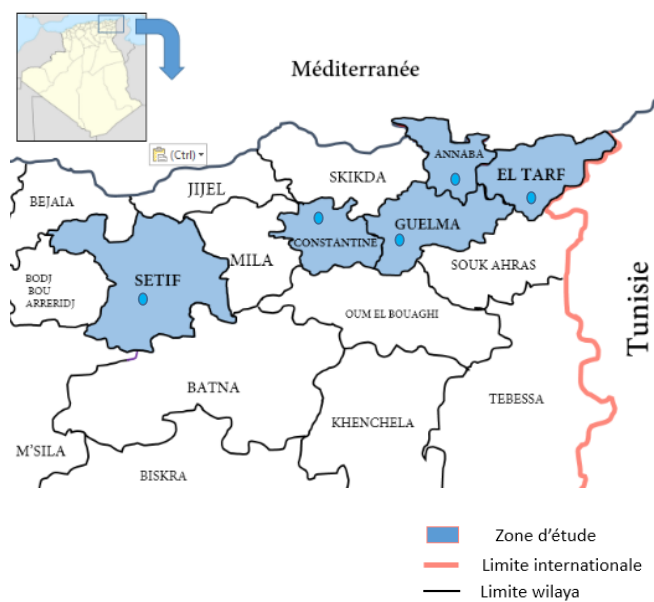 Méditerranée
(Ctrl)
ANNABA
EL TARF
SKIKDA
JIJEL
BEJAIA
GUELMA
CONSTANTINE
MILA
SOUK AHRAS
SETIF
BODJ
BOU
ARRERIDJ
OUM EL BOUAGHI
Tunisie
BATNA
TEBESSA
KHENCHELA
M'SILA
BISKRA
Zone d'étude
Limite internationale
Limite wilaya